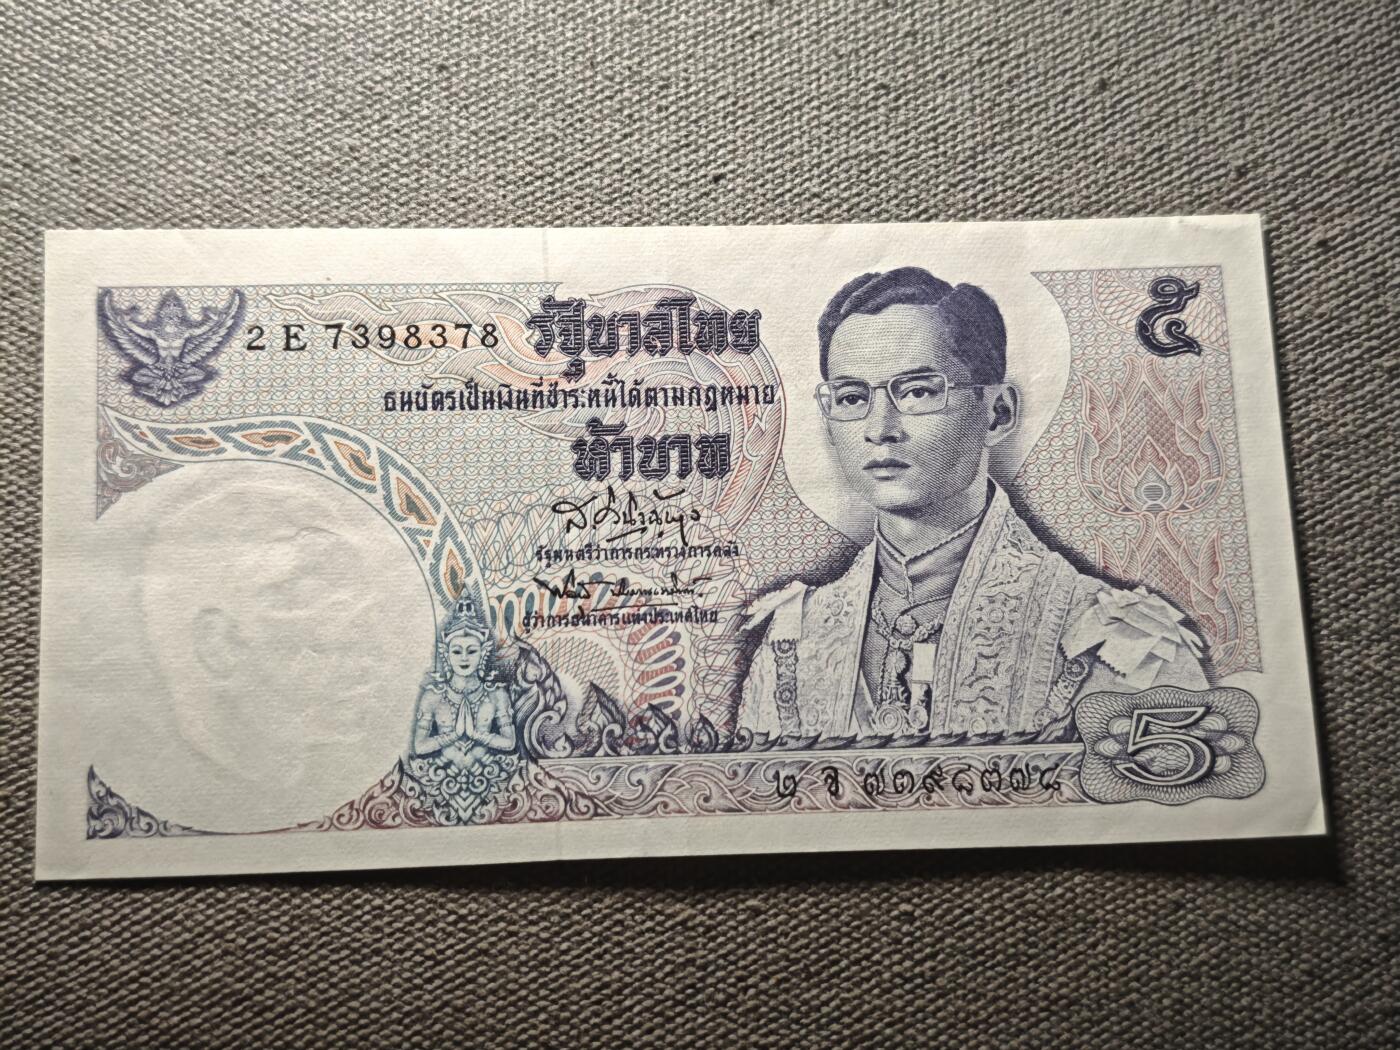 2 E 7398378
รัฐบาลไทย
๕
ธนบัตรเป็นเงินที่ชำระหนี้ได้ตามกฎหมาย
ห้าบาท
รัฐมนตรีว่าการกระทรวงการคลัง
ผู้ว่าการธนาคารแห่งประเทศไทย
๒ จ ๗๓๙๘๓๗๘
5